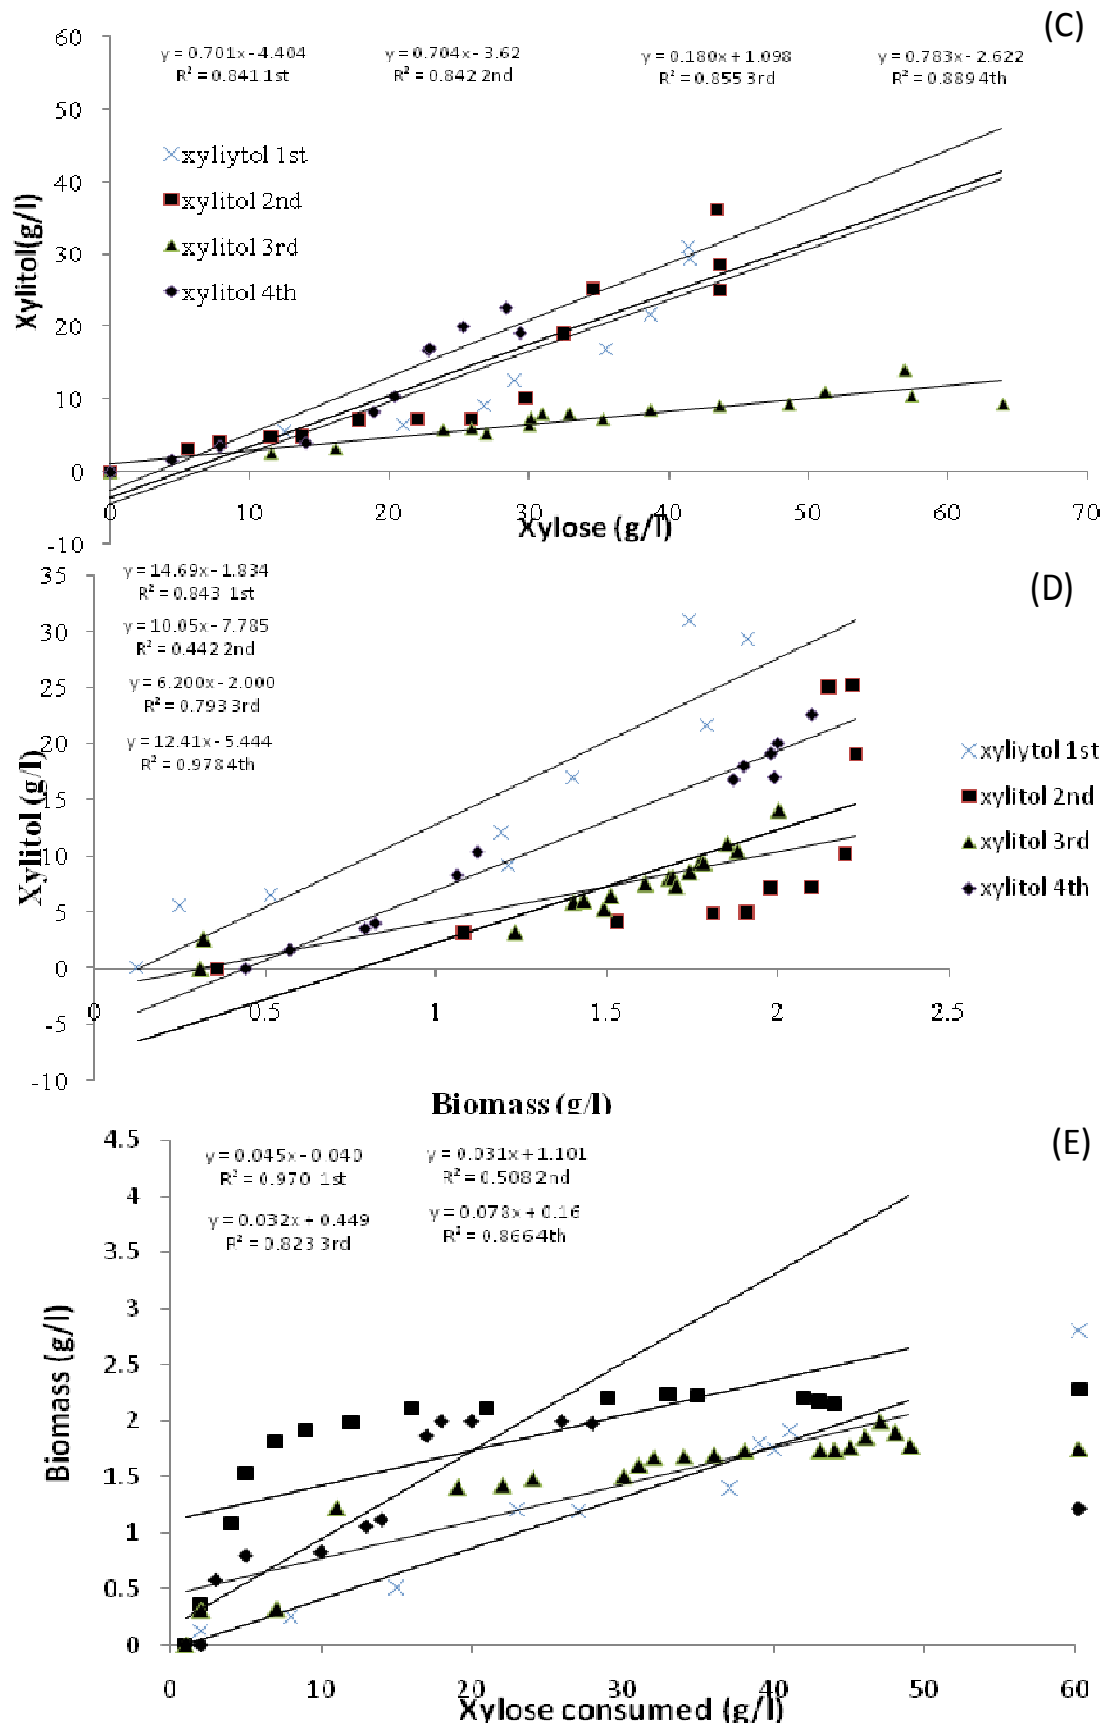 (C)
y = 0.701x - 4.404
R² = 0.841 1st
y = 0.704x - 3.62
R² = 0.842 2nd
y = 0.180x + 1.098
R² = 0.855 3rd
y = 0.783x - 2.622
R² = 0.889 4th
60
50
40
30
20
10
0
-10
Xylitol(g/l)
xyliytol 1st
xylitol 2nd
xylitol 3rd
xylitol 4th
0 10 20 30 40 50 60 70
Xylose (g/l)
(D)
y = 14.69x - 1.834
R² = 0.843 1st
y = 10.05x - 7.785
R² = 0.442 2nd
y = 6.200x - 2.000
R² = 0.793 3rd
y = 12.41x - 5.444
R² = 0.978 4th
35
30
25
20
15
10
5
0
-5
-10
Xylitol (g/l)
xyliytol 1st
xylitol 2nd
xylitol 3rd
xylitol 4th
0 0.5 1 1.5 2 2.5
Biomass (g/l)
(E)
y = 0.045x - 0.040
R² = 0.970 1st
y = 0.031x + 1.101
R² = 0.508 2nd
y = 0.032x + 0.449
R² = 0.823 3rd
y = 0.078x + 0.16
R² = 0.866 4th
4.5
4
3.5
3
2.5
2
1.5
1
0.5
0
Biomass (g/l)
0 10 20 30 40 50 60
Xylose consumed (g/l)